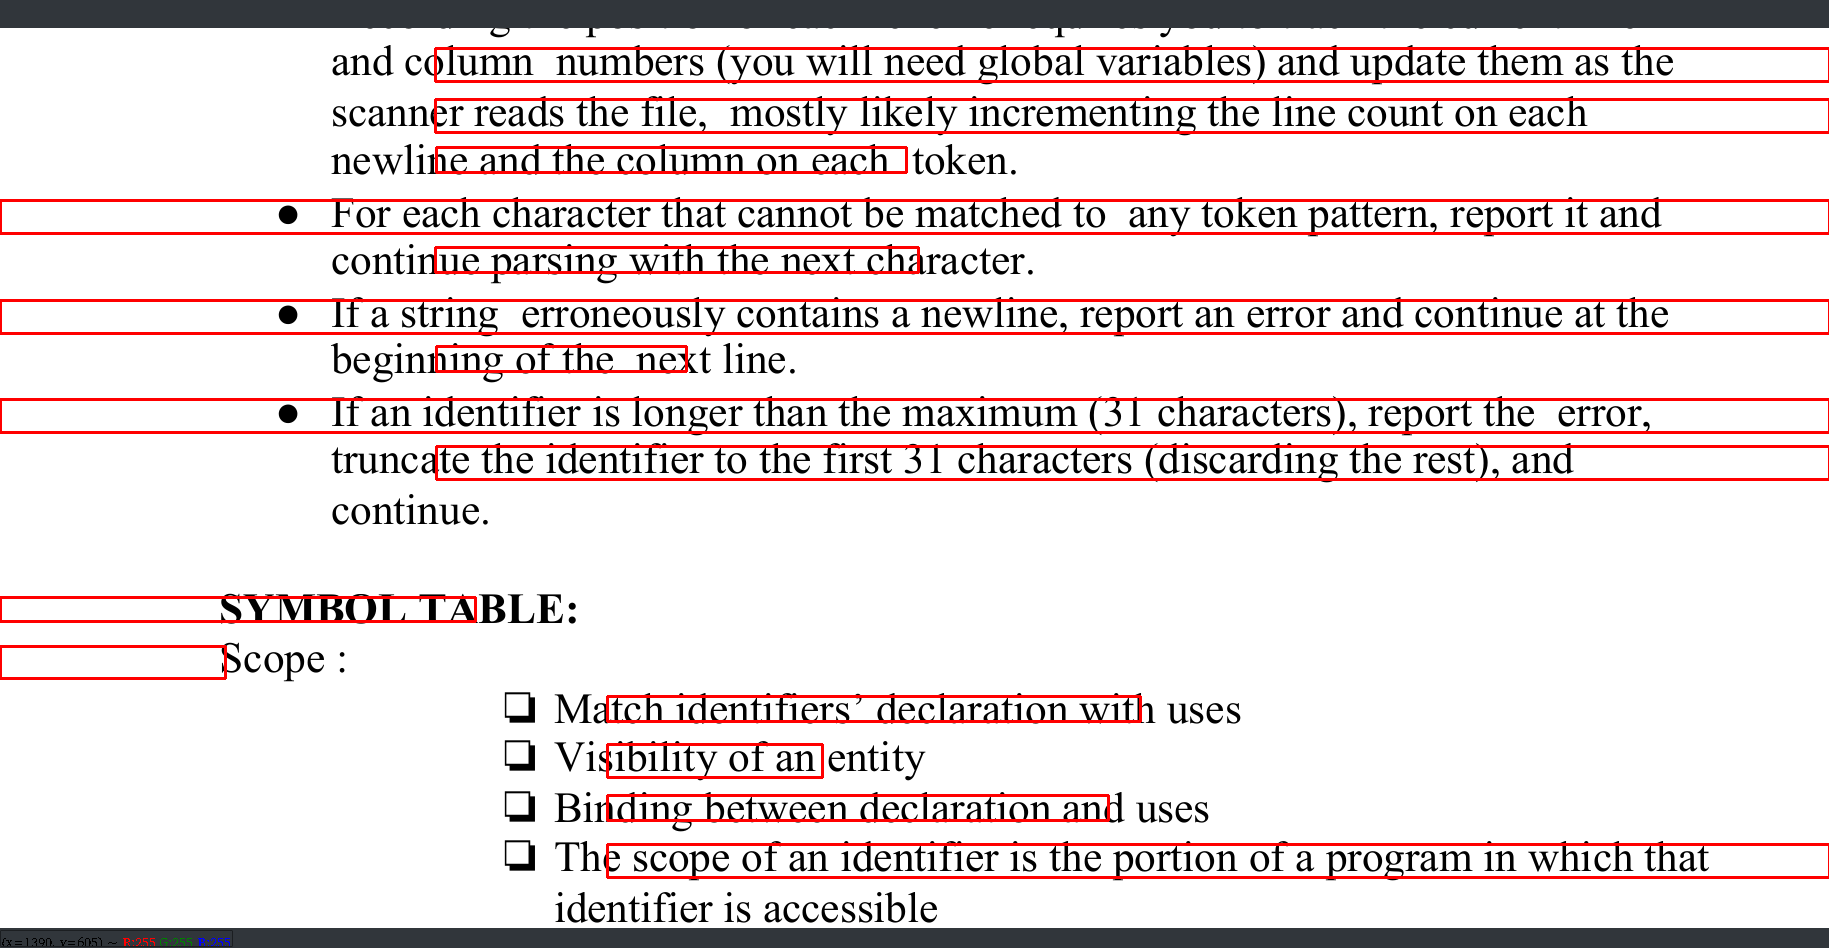 and column numbers (you will need global variables) and update them as the
scanner reads the file, mostly likely incrementing the line count on each
newline and the column on each token.
● For each character that cannot be matched to any token pattern, report it and
continue parsing with the next character.
● If a string erroneously contains a newline, report an error and continue at the
beginning of the next line.
● If an identifier is longer than the maximum (31 characters), report the error,
truncate the identifier to the first 31 characters (discarding the rest), and
continue.
SYMBOL TABLE:
Scope :
❏ Match identifiers’ declaration with uses
❏ Visibility of an entity
❏ Binding between declaration and uses
❏ The scope of an identifier is the portion of a program in which that
identifier is accessible
(x=1390, y=605) ~ R:255 G:255 B:255